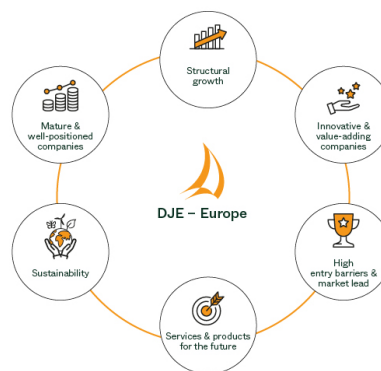 Structural
growth
Innovative &
value-adding
companies
High
entry barriers &
market lead
Services & products
for the future
Sustainability
Mature &
well-positioned
companies
DJE – Europe